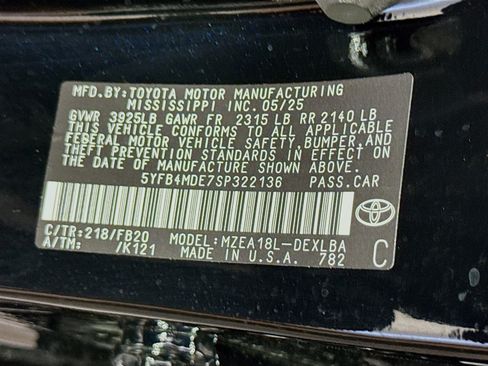 MFD.BY:TOYOTA MOTOR MANUFACTURING
MISSISSIPPI INC. 05/25
GVWR 3925LB GAWR FR 2315 LB RR 2140 LB
THIS VEHICLE CONFORMS TO ALL APPLICABLE
FEDERAL MOTOR VEHICLE SAFETY, BUMPER, AND
THEFT PREVENTION STANDARDS IN EFFECT ON
THE DATE OF MANUFACTURE SHOWN ABOVE.
5YFB4MDE7SP322136 PASS.CAR
C/TR:218/FB20 MODEL:MZEA18L-DEXLBA
A/TM: /K121 MADE IN U.S.A. 782
TOYOTA
C